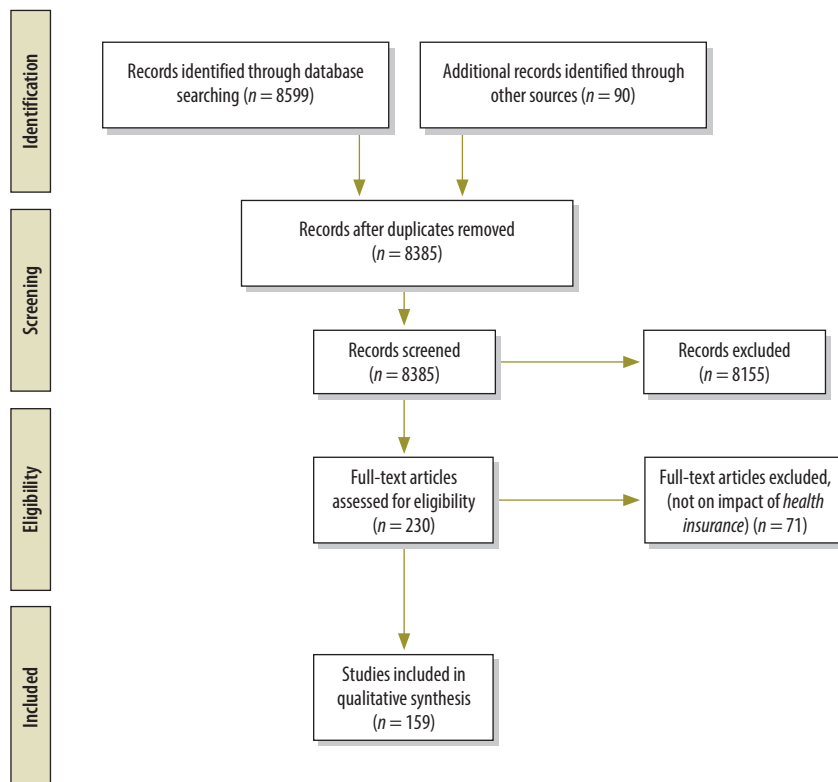 Identification
Records identified through database
searching (n = 8599)
Additional records identified through
other sources (n = 90)
Screening
Records after duplicates removed
(n = 8385)
Records screened
(n = 8385)
Records excluded
(n = 8155)
Eligibility
Full-text articles
assessed for eligibility
(n = 230)
Full-text articles excluded,
(not on impact of health
insurance) (n = 71)
Included
Studies included in
qualitative synthesis
(n = 159)